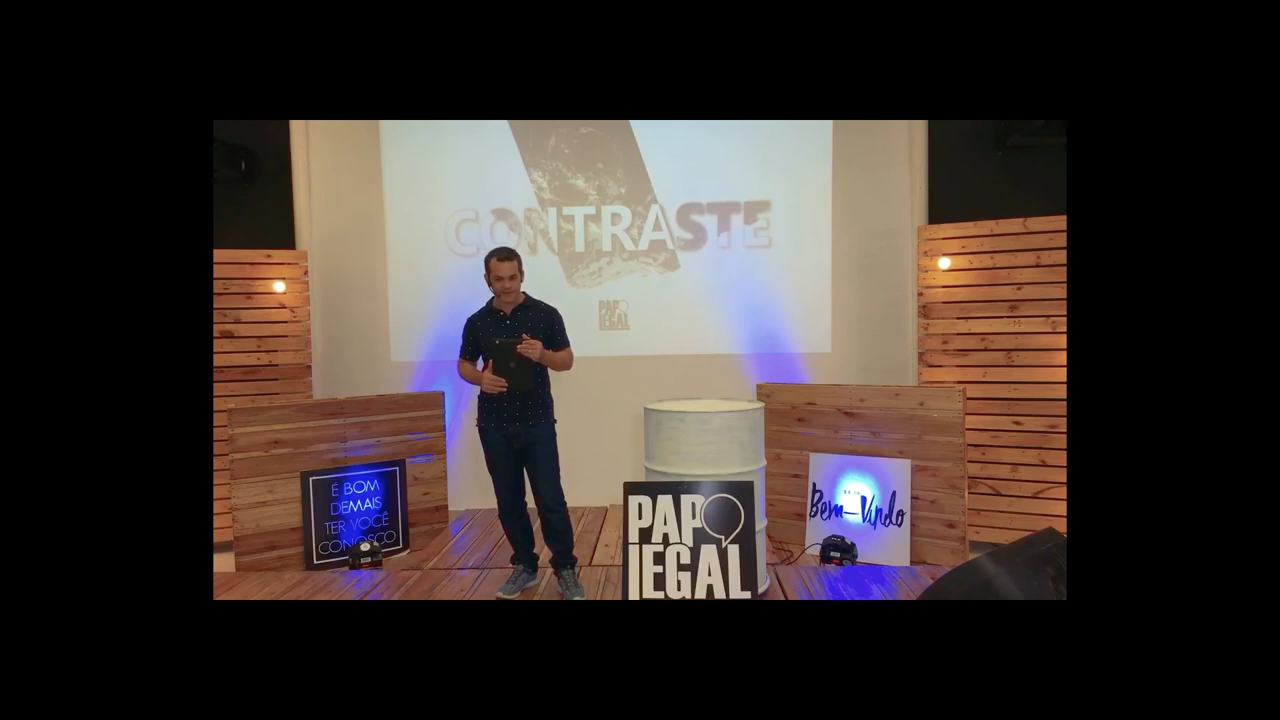 CONTRASTE
PAPO
LEGAL
É BOM
DEMAIS
TER VOCÊ
CONOSCO
PAPO
LEGAL
Bem-Vindo